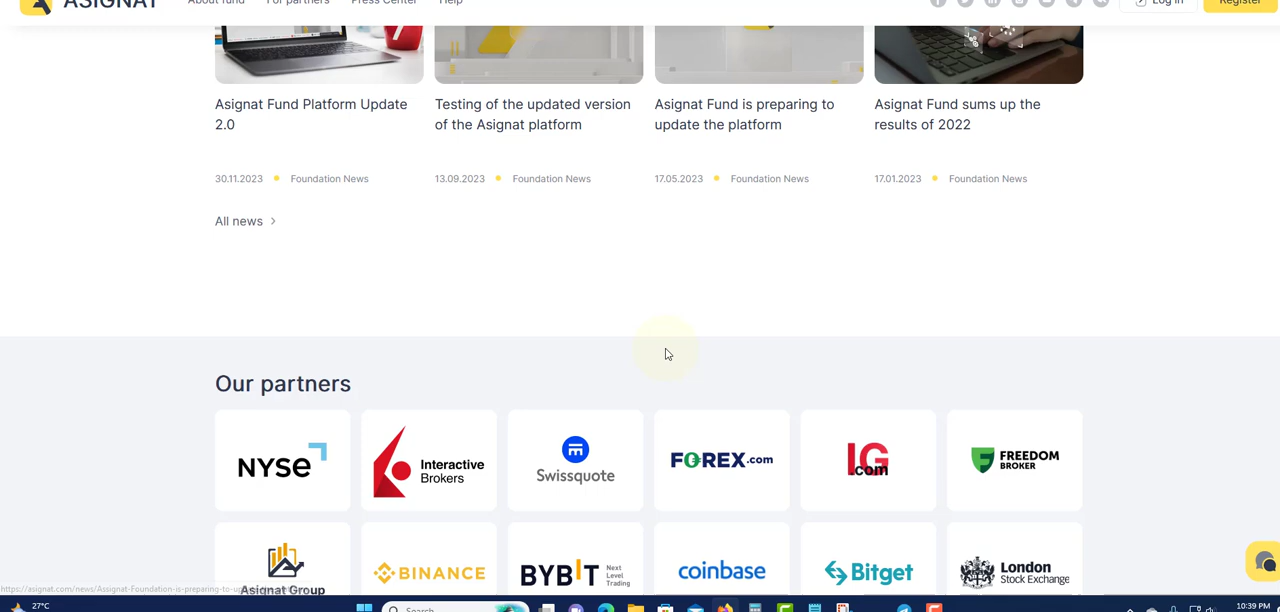 ASIGNAT About fund For partners Press Center Help Log in Register
Asignat Fund Platform Update
2.0
Testing of the updated version
of the Asignat platform
Asignat Fund is preparing to
update the platform
Asignat Fund sums up the
results of 2022
30.11.2023 Foundation News
13.09.2023 Foundation News
17.05.2023 Foundation News
17.01.2023 Foundation News
All news
Our partners
NYSE
Interactive
Brokers
Swissquote
FOREX.com
IG
.com
FREEDOM
BROKER
Asignat Group
BINANCE
BYBIT Next
Level
Trading
coinbase
Bitget
London
Stock Exchange
27°C
Search
10:39 PM